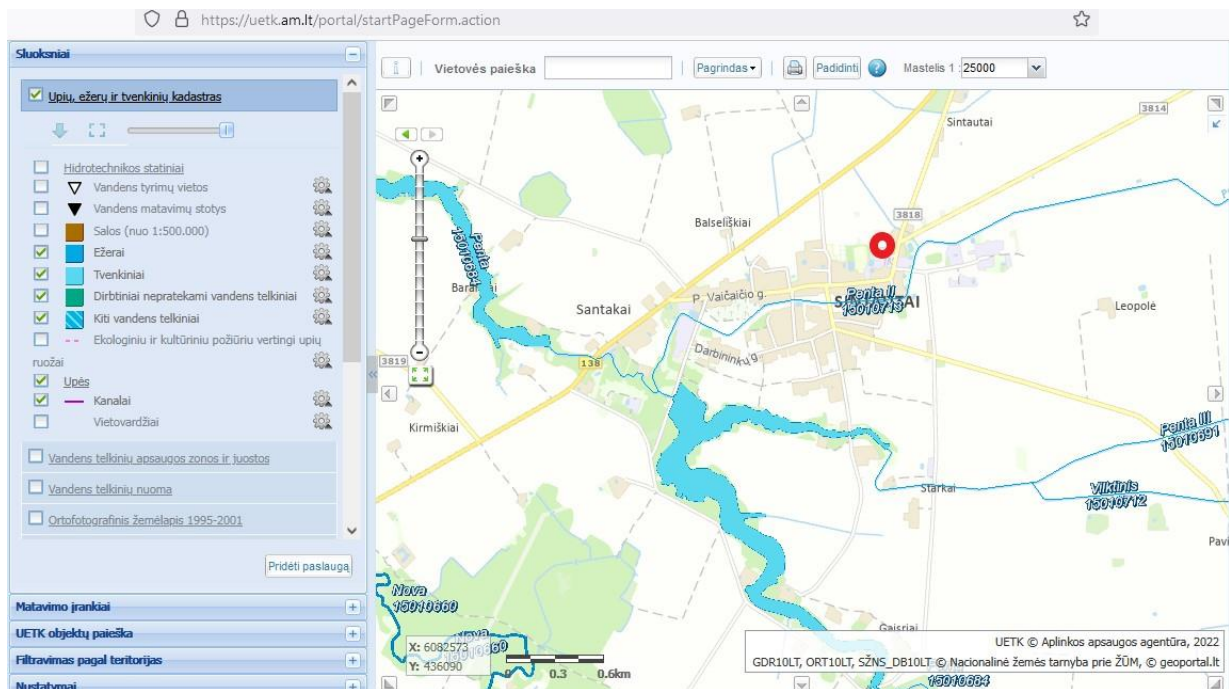 https://uetk.am.lt/portal/startPageForm.action
Sluoksniai
Upių, ežerų ir tvenkinių kadastras
Hidrotechnikos statiniai
Vandens tyrimų vietos
Vandens matavimų stotys
Salos (nuo 1:500.000)
Ežerai
Tvenkiniai
Dirbtiniai nepratekami vandens telkiniai
Kiti vandens telkiniai
Ekologiniu ir kultūriniu požiūriu vertingi upių
ruožai
Upės
Kanalai
Vietovardžiai
Vandens telkinių apsaugos zonos ir juostos
Vandens telkinių nuoma
Ortofotografinis žemėlapis 1995-2001
Pridėti paslaugą
Matavimo įrankiai
UETK objektų paieška
Filtravimas pagal teritorijas
Nustatymai
Vietovės paieška
Pagrindas
Padidinti
Mastelis 1: 25000
3814
Sintautai
3818
Balseliškiai
Penta
15010684
Santakai
P. Vaičaičio g.
Penta II
15010713
Leopolė
Darbininkų g.
3819
138
Kirmiškiai
Penta III
15010691
Starkai
Vilktinis
15010712
Pavi
Nova
15010660
Gaisriai
X: 6082573
Y: 436090
0 0.3 0.6km
UETK © Aplinkos apsaugos agentūra, 2022
GDR10LT, ORT10LT, SŽNS_DB10LT © Nacionalinė žemės tarnyba prie ŽŪM, © geoportal.lt
15010684